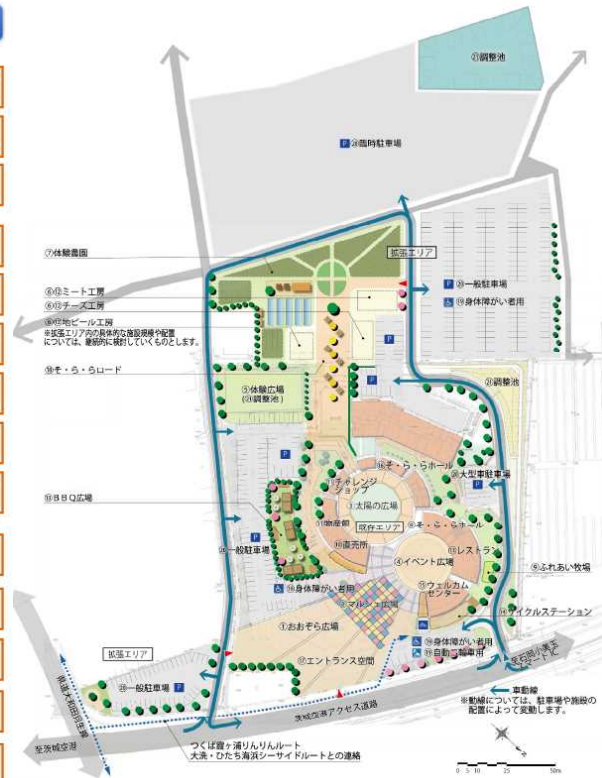 ㉑調整池
P ⑳臨時駐車場
⑦体験農園
拡張エリア
⑥⑫ミート工房
⑥⑫チーズ工房
⑥⑫地ビール工房
※拡張エリア内の具体的な施設規模や配置
については、継続的に検討していくものとします。
P ⑳一般駐車場
⑲身体障がい者用
⑱そ・ら・らロード
⑤体験広場
(㉑調整池)
P
㉑調整池
P
⑯そ・ら・らホール
チャレンジ
ショップ
⑳大型車駐車場
P
太陽の広場
⑬BBQ広場
物産館
既存エリア
そ・ら・らホール
P
⑩直売所
レストラン
⑳一般駐車場
④イベント広場
⑨ふれあい牧場
⑲身体障がい者用
ウェルカム
センター
マルシェ広場
サイクルステーション
拡張エリア
①おおぞら広場
⑲身体障がい者用
自動二輪車用
⑰エントランス空間
⑳一般駐車場 P
車動線
※動線については、駐車場や施設の
配置によって変動します。
茨城空港アクセス道路
至茨城空港
つくば霞ヶ浦りんりんルート
大洗・ひたち海浜シーサイドルートとの連絡
0 5 10 25 50m